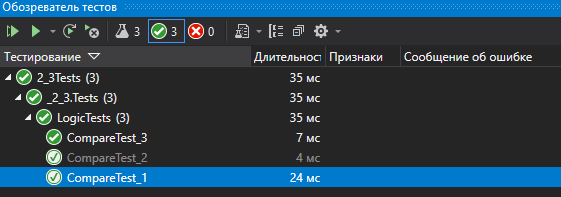 Обозреватель тестов
3 3 0
Тестирование Длительност Признаки Сообщение об ошибке
2_3Tests (3) 35 мс
_2_3.Tests (3) 35 мс
LogicTests (3) 35 мс
CompareTest_3 7 мс
CompareTest_2 4 мс
CompareTest_1 24 мс